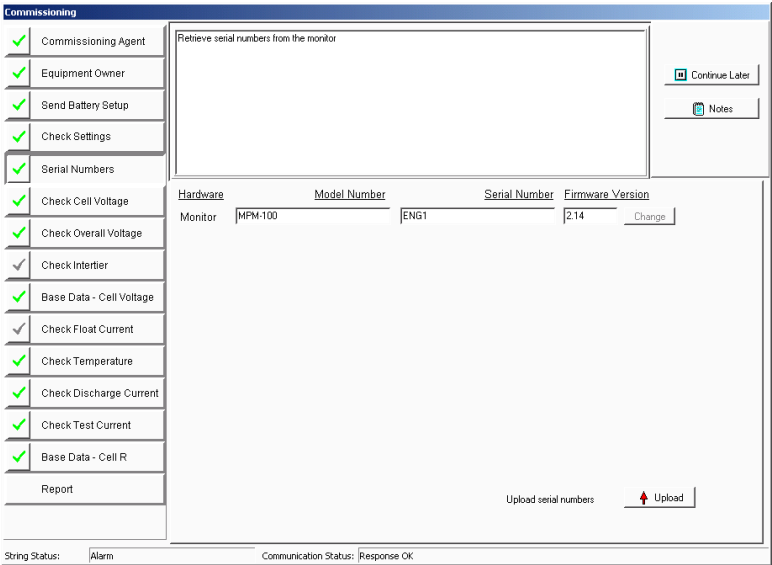 Commissioning
Commissioning Agent
Equipment Owner
Send Battery Setup
Check Settings
Serial Numbers
Check Cell Voltage
Check Overall Voltage
Check Intertier
Base Data - Cell Voltage
Check Float Current
Check Temperature
Check Discharge Current
Check Test Current
Base Data - Cell R
Report
Retrieve serial numbers from the monitor
Continue Later
Notes
Hardware Model Number Serial Number Firmware Version
Monitor MPM-100 ENG1 2.14 Change
Upload serial numbers Upload
String Status: Alarm Communication Status: Response OK